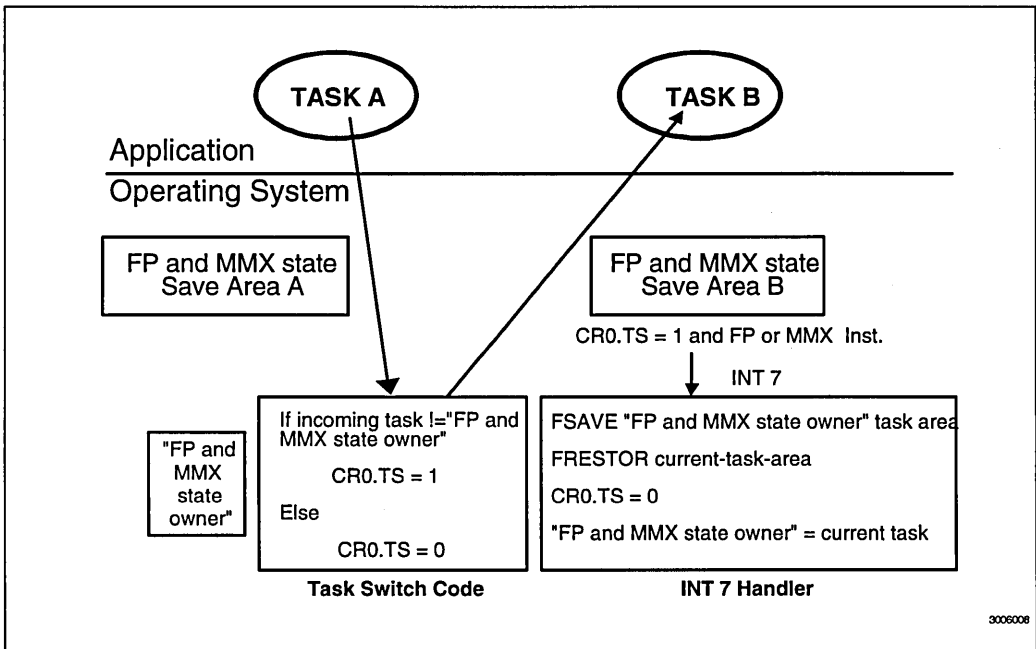 TASK A
TASK B
Application
Operating System
FP and MMX state
Save Area A
FP and MMX state
Save Area B
CR0.TS = 1 and FP or MMX Inst.
INT 7
"FP and
MMX
state
owner"
If incoming task !="FP and
MMX state owner"
CR0.TS = 1
Else
CR0.TS = 0
Task Switch Code
FSAVE "FP and MMX state owner" task area
FRESTOR current-task-area
CR0.TS = 0
"FP and MMX state owner" = current task
INT 7 Handler
3006008